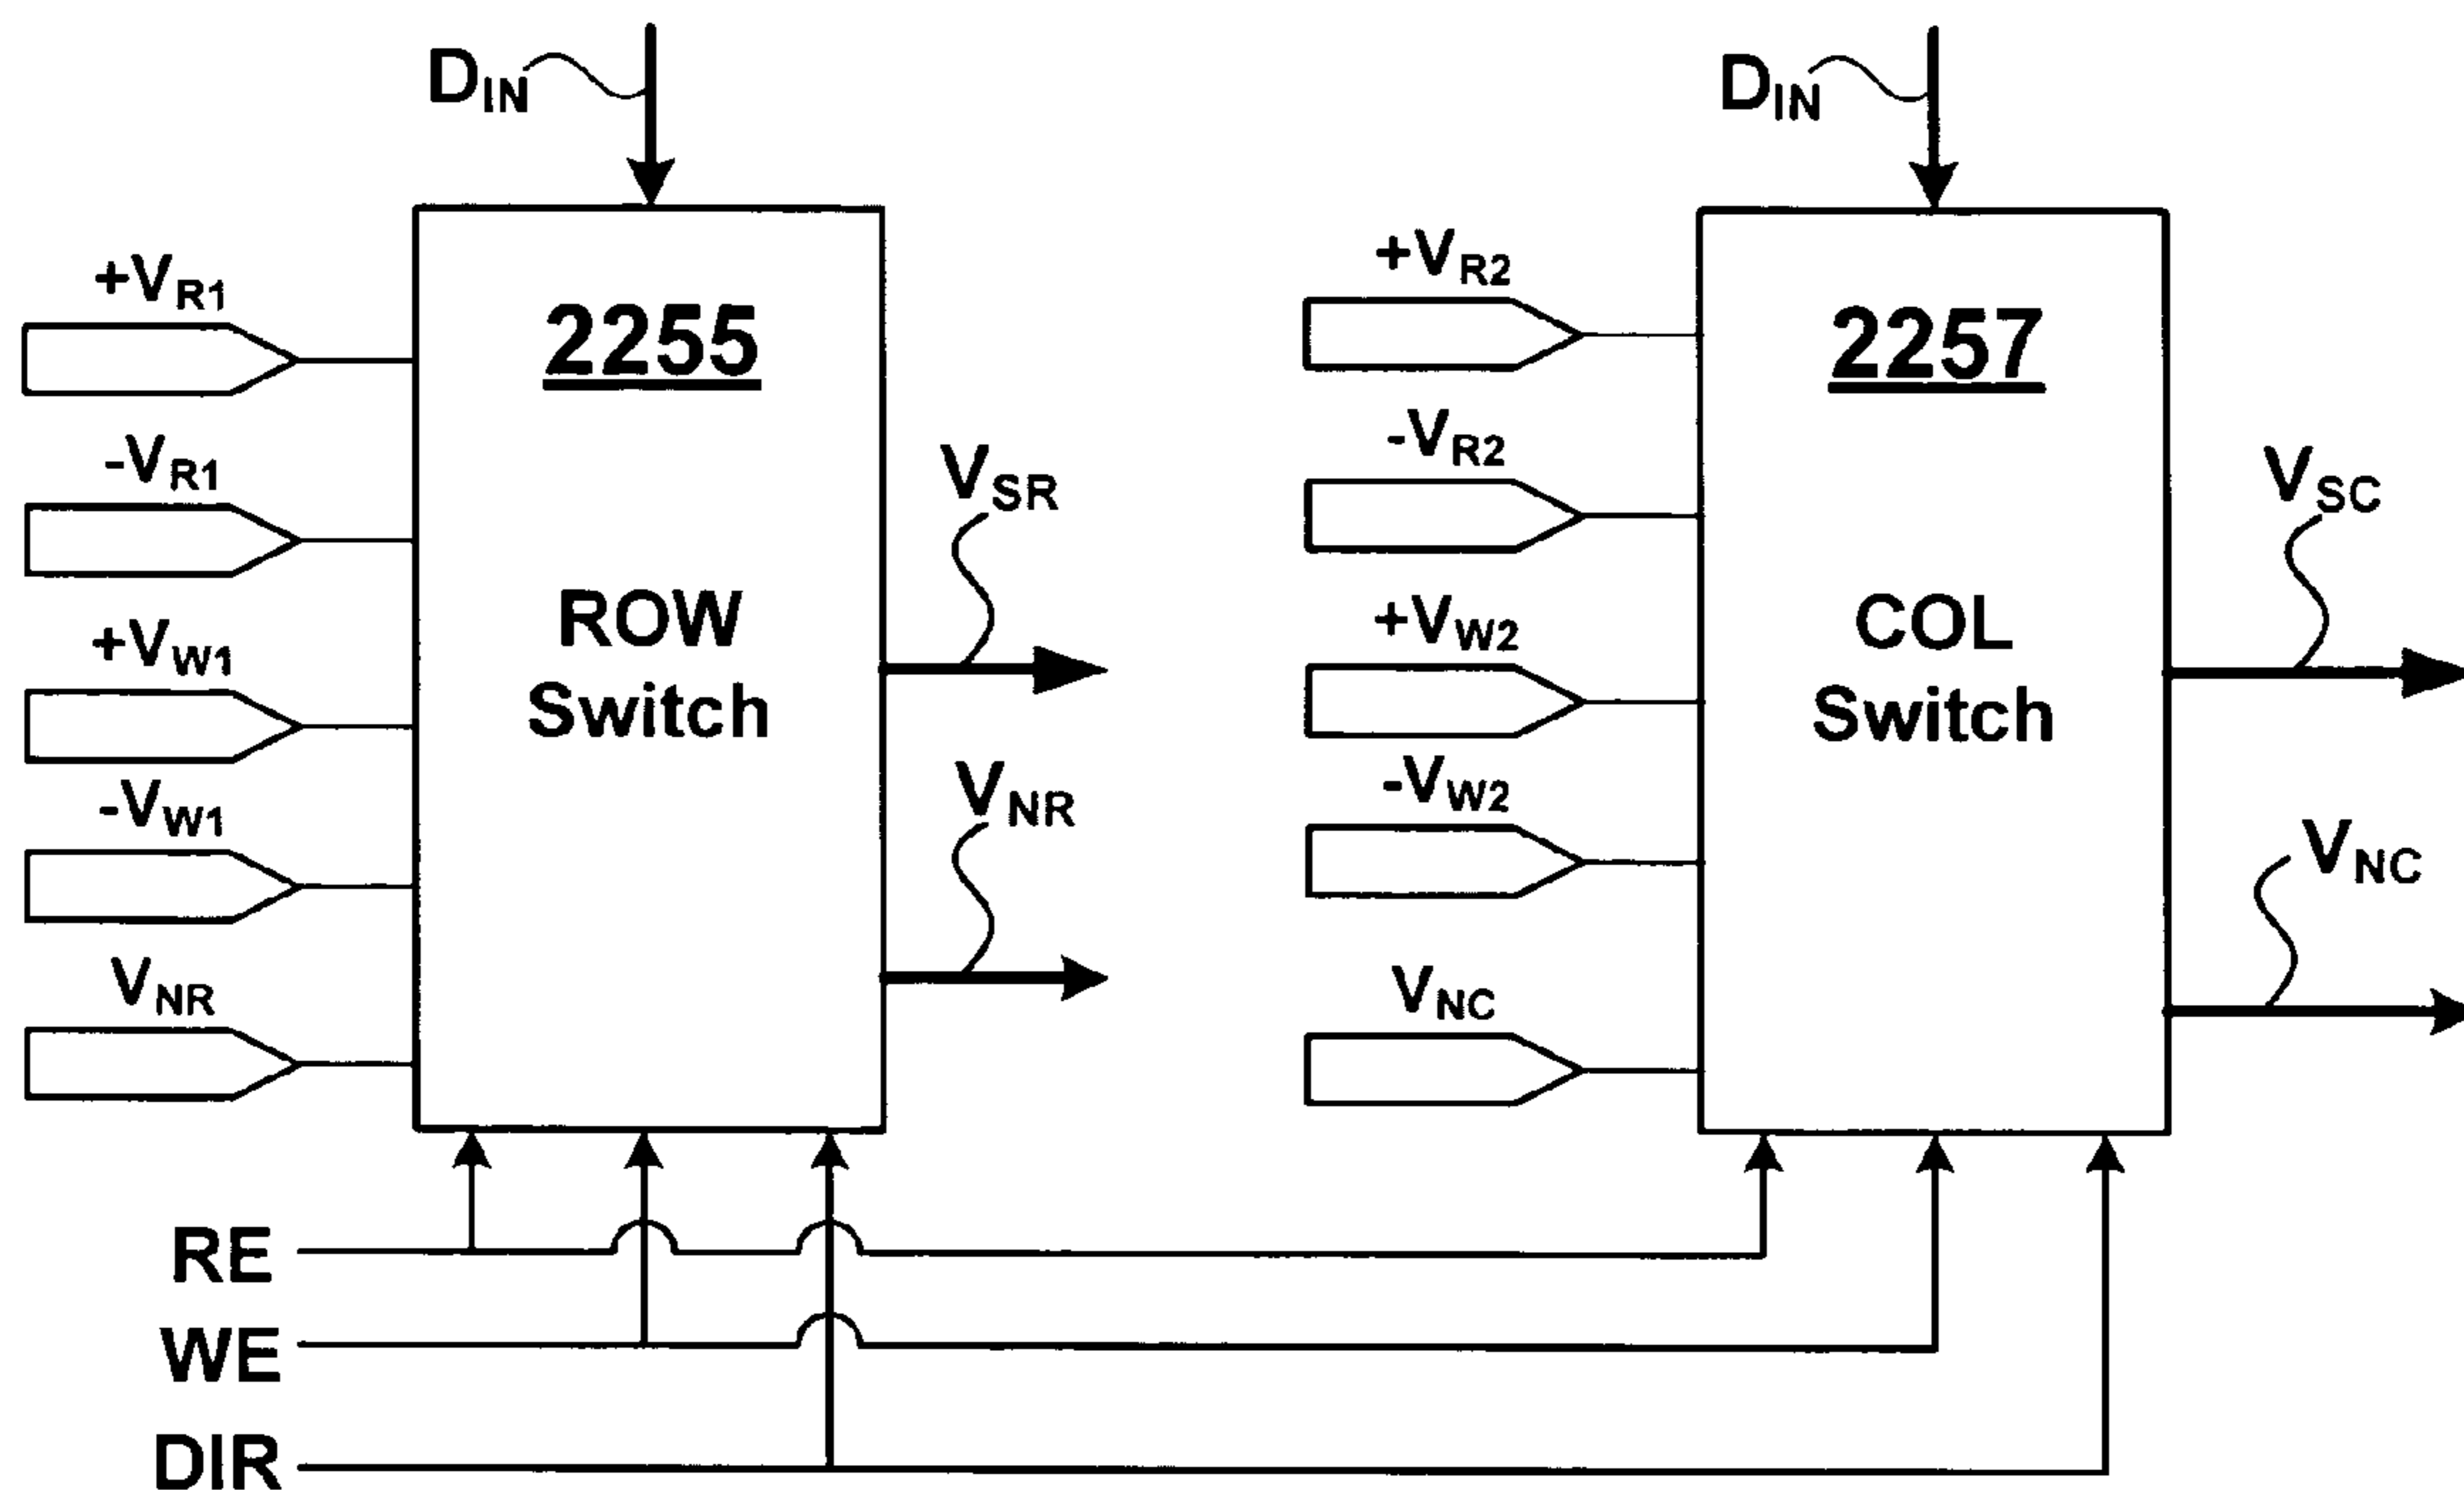 DIN
+VR1
-VR1
+VW1
-VW1
VNR
2255
ROW
Switch
VSR
VNR
DIN
+VR2
-VR2
+VW2
-VW2
VNC
2257
COL
Switch
VSC
VNC
RE
WE
DIR